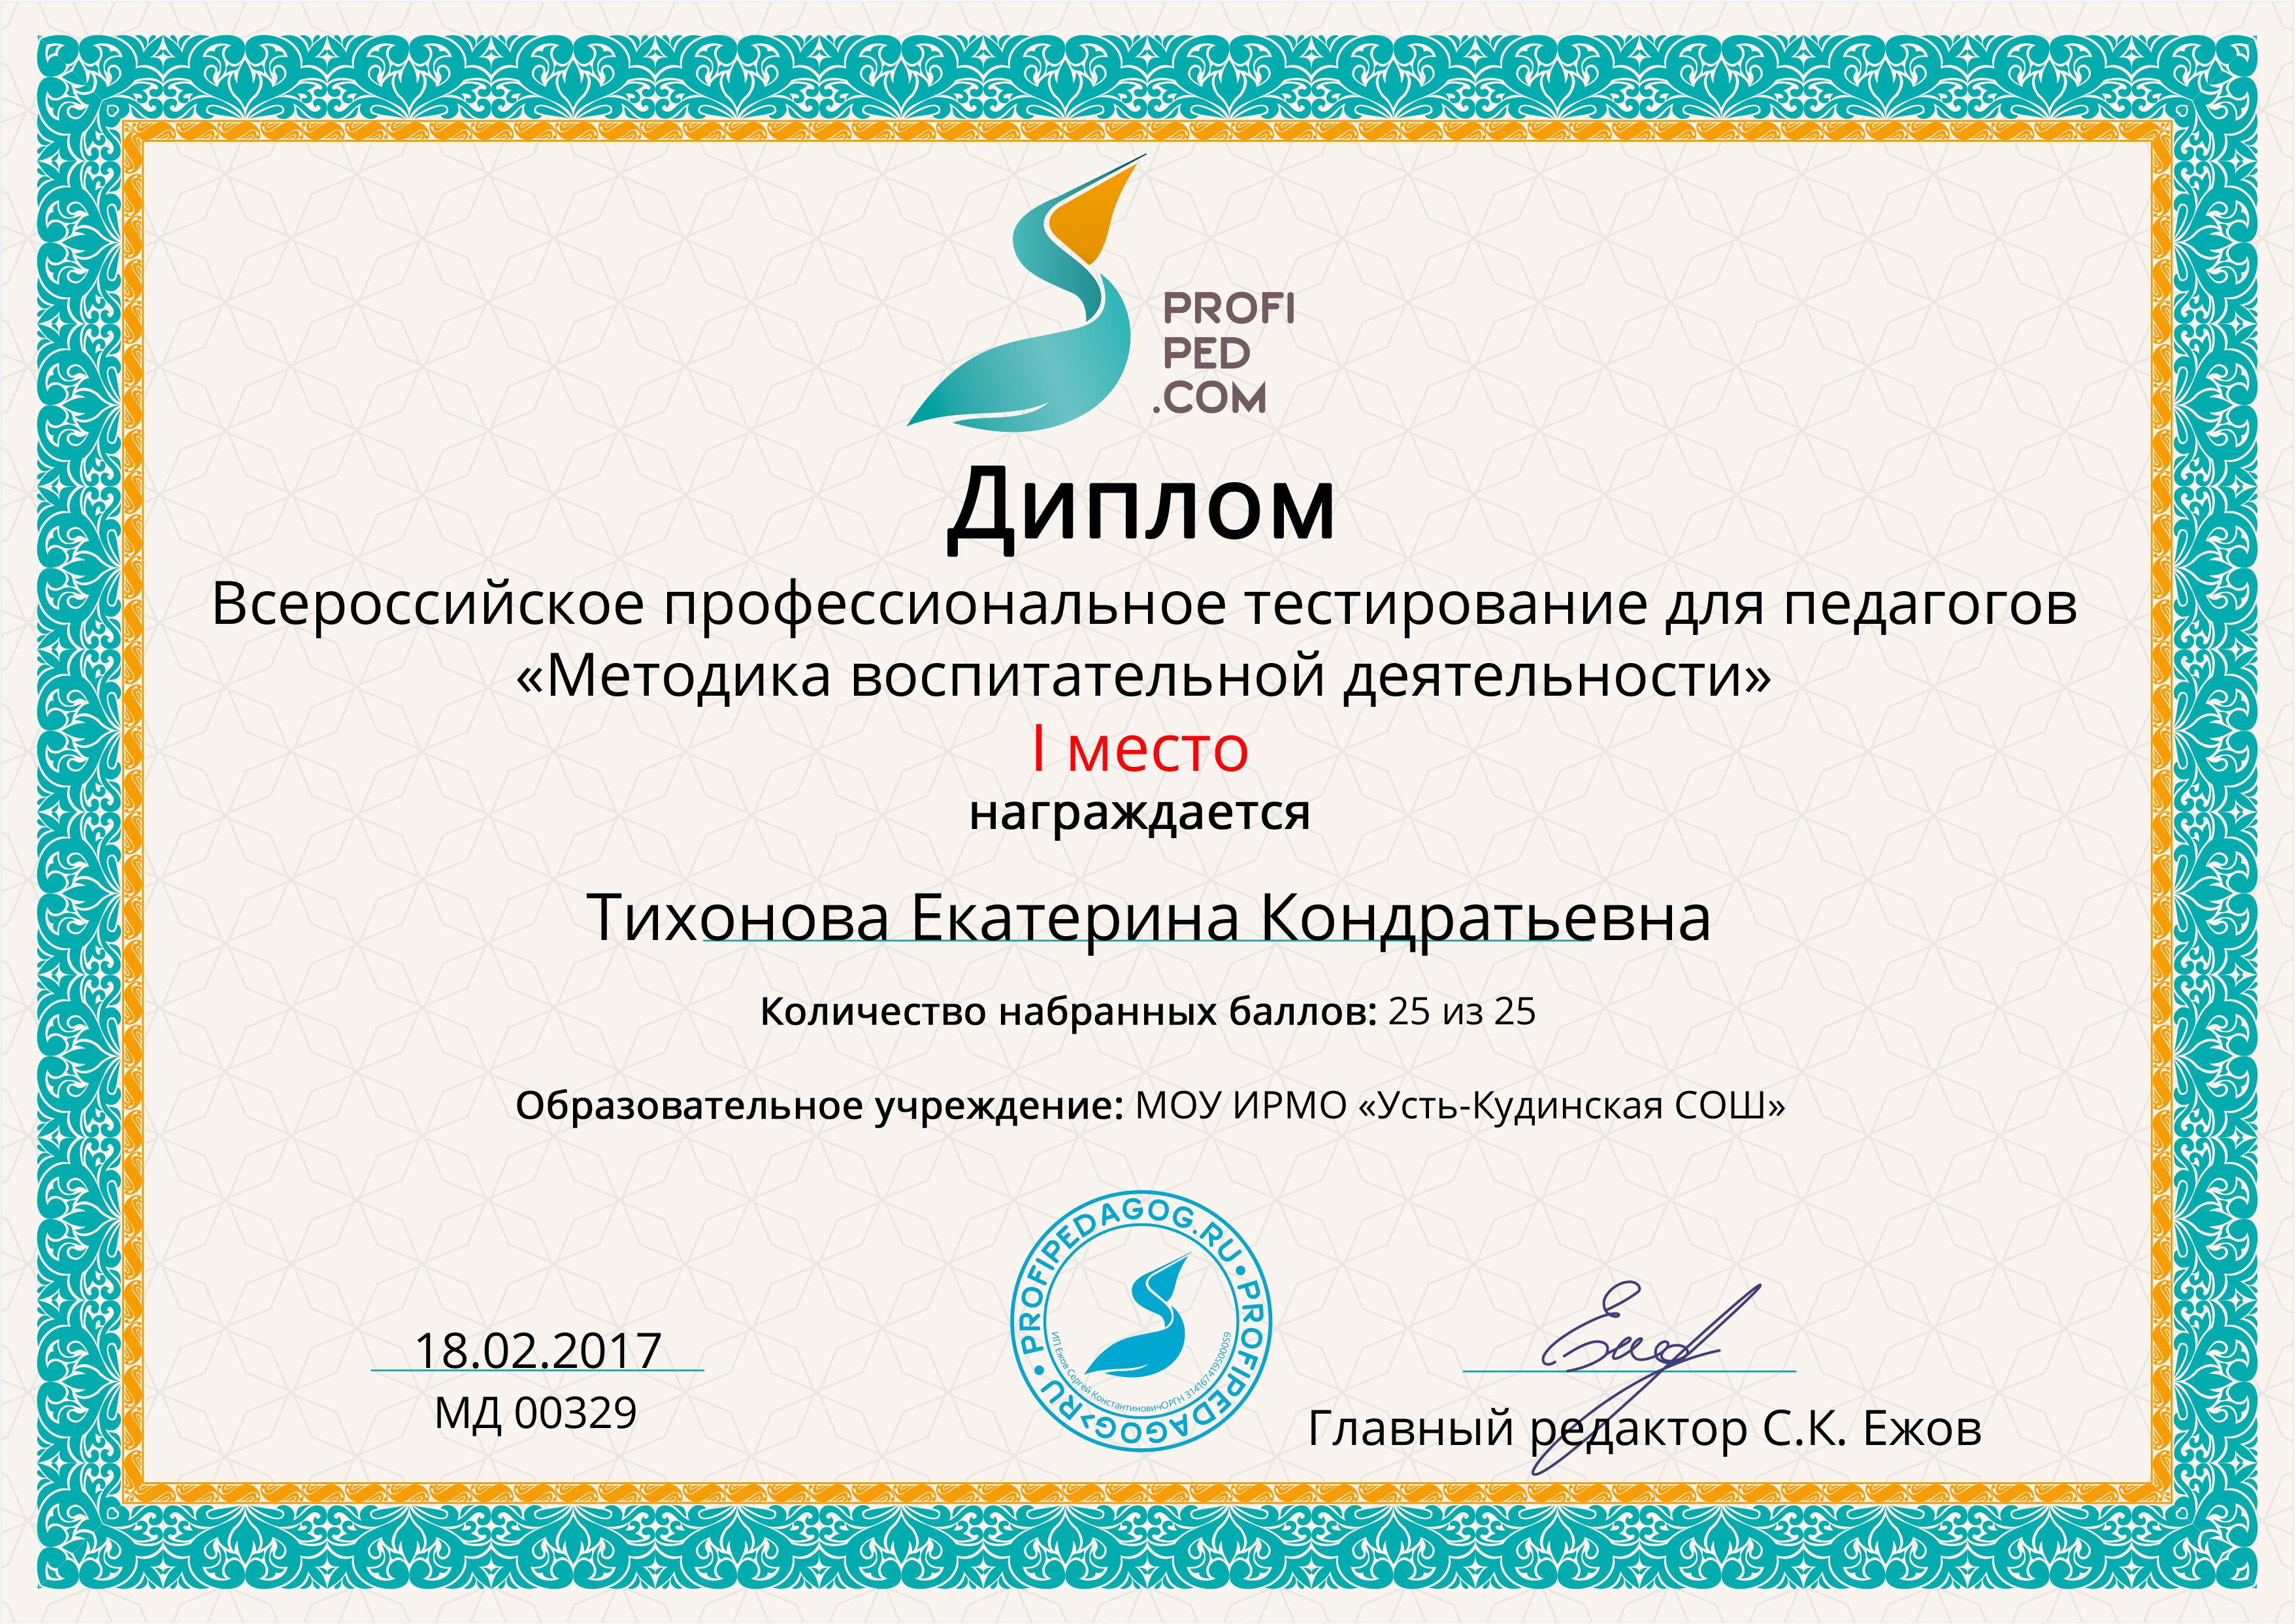 PROFI
PED
.COM
Диплом
Всероссийское профессиональное тестирование для педагогов
«Методика воспитательной деятельности»
I место
награждается
Тихонова Екатерина Кондратьевна
Количество набранных баллов: 25 из 25
Образовательное учреждение: МОУ ИРМО «Усть-Кудинская СОШ»
PROFIPEDAGOG.RU • PROFIPEDAGOG>RU •
ИП Ежов Сергей КонстантиновичОРГН 314167419500059
18.02.2017
МД 00329
Главный редактор С.К. Ежов